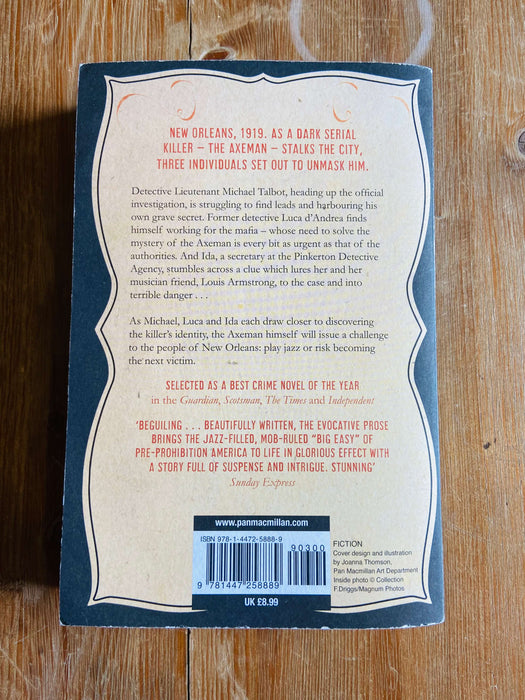 NEW ORLEANS, 1919. AS A DARK SERIAL
KILLER – THE AXEMAN – STALKS THE CITY,
THREE INDIVIDUALS SET OUT TO UNMASK HIM.
Detective Lieutenant Michael Talbot, heading up the official
investigation, is struggling to find leads and harbouring his
own grave secret. Former detective Luca d'Andrea finds
himself working for the mafia – whose need to solve the
mystery of the Axeman is every bit as urgent as that of the
authorities. And Ida, a secretary at the Pinkerton Detective
Agency, stumbles across a clue which lures her and her
musician friend, Louis Armstrong, to the case and into
terrible danger . . .
As Michael, Luca and Ida each draw closer to discovering
the killer's identity, the Axeman himself will issue a challenge
to the people of New Orleans: play jazz or risk becoming
the next victim.
SELECTED AS A BEST CRIME NOVEL OF THE YEAR
in the Guardian, Scotsman, The Times and Independent
'BEGUILING . . . BEAUTIFULLY WRITTEN, THE EVOCATIVE PROSE
BRINGS THE JAZZ-FILLED, MOB-RULED "BIG EASY" OF
PRE-PROHIBITION AMERICA TO LIFE IN GLORIOUS EFFECT WITH
A STORY FULL OF SUSPENSE AND INTRIGUE. STUNNING'
Sunday Express
www.panmacmillan.com
ISBN 978-1-4472-5888-9
90300
9 781447 258889
UK £8.99
FICTION
Cover design and illustration
by Joanna Thomson,
Pan Macmillan Art Department
Inside photo © Collection
F.Driggs/Magnum Photos